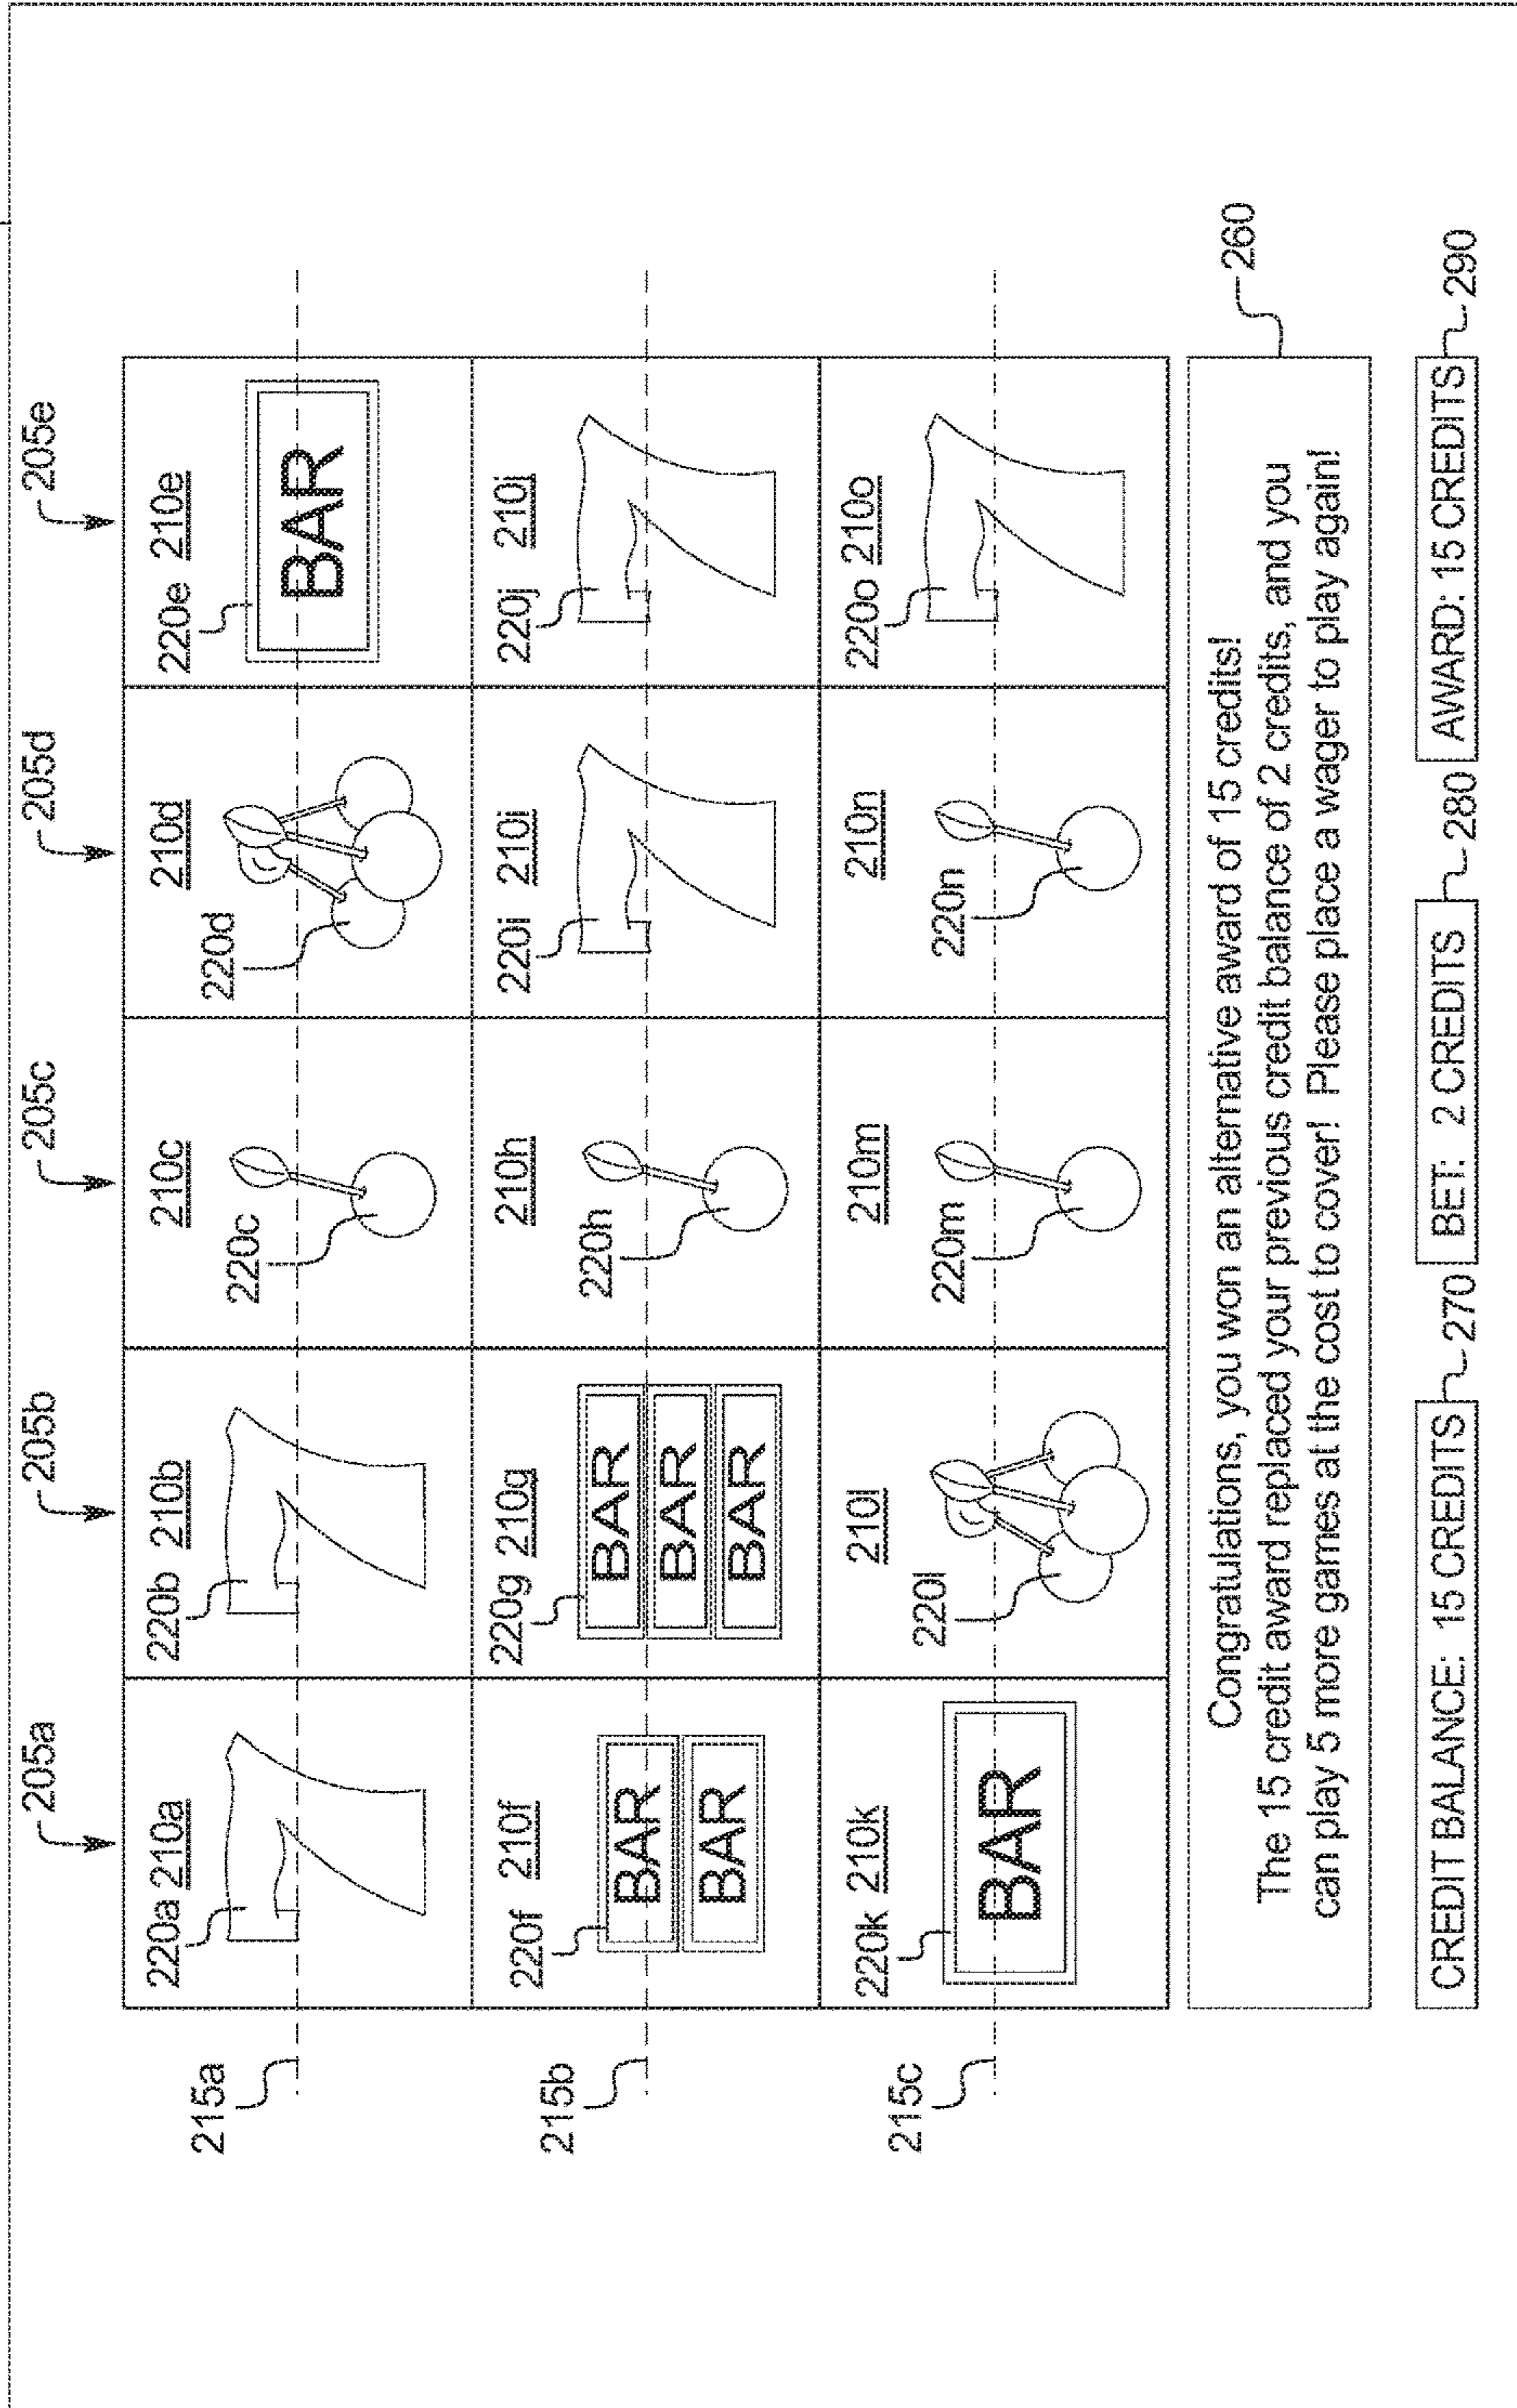 205a 205b 205c 205d 205e
220a 210a 220b 210b 210c 210d 220e 210e
220c 220d
BAR
215a
220f 210f 220g 210g 210h 220i 210i 220j 210j
220h
BAR BAR
BAR BAR
BAR
215b
220k 210k 210l 210m 210n 220o 210o
220l 220m 220n
BAR
215c
Congratulations, you won an alternative award of 15 credits!
The 15 credit award replaced your previous credit balance of 2 credits, and you
can play 5 more games at the cost to cover! Please place a wager to play again!
260
CREDIT BALANCE: 15 CREDITS 270 BET: 2 CREDITS 280 AWARD: 15 CREDITS 290